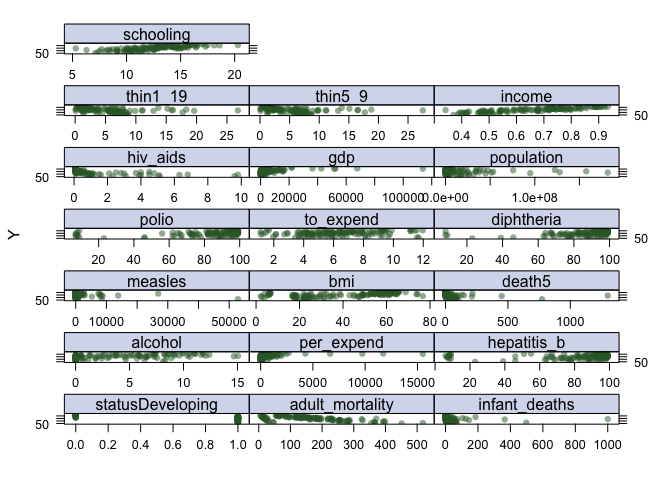 schooling
50
5 10 15 20
thin1_19 thin5_9 income
0 5 10 15 20 25 0 5 10 15 20 25 0.4 0.5 0.6 0.7 0.8 0.9 50
hiv_aids gdp population
50
0 2 4 6 8 10 0 20000 60000 100000 0.0e+00 1.0e+08
polio to_expend diphtheria
50
20 40 60 80 100 2 4 6 8 10 12 20 40 60 80 100
measles bmi death5
50
0 10000 30000 50000 0 20 40 60 80 0 500 1000
alcohol per_expend hepatitis_b
50
0 5 10 15 0 5000 10000 15000 20 40 60 80 100
statusDeveloping adult_mortality infant_deaths
50
0.0 0.2 0.4 0.6 0.8 1.0 0 100 200 300 400 500 0 200 400 600 800 1000
Y